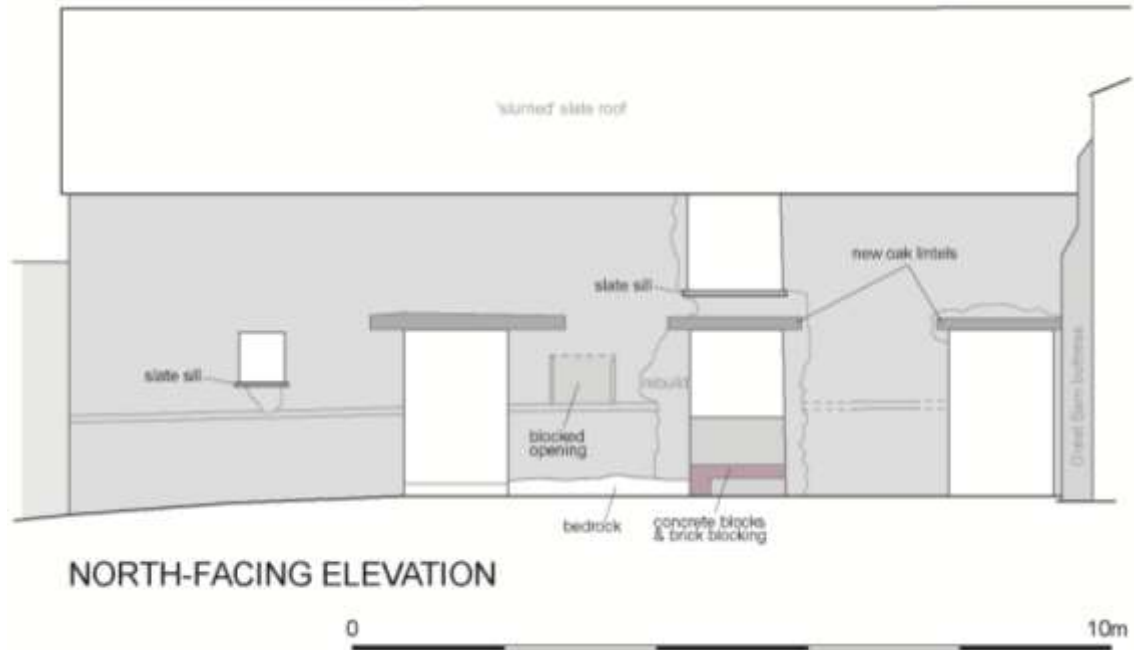 'slurried' slate roof
new oak lintels
slate sill
slate sill
rebuild
blocked
opening
Great Barn buttress
bedrock
concrete blocks
& brick blocking
NORTH-FACING ELEVATION
0
10m